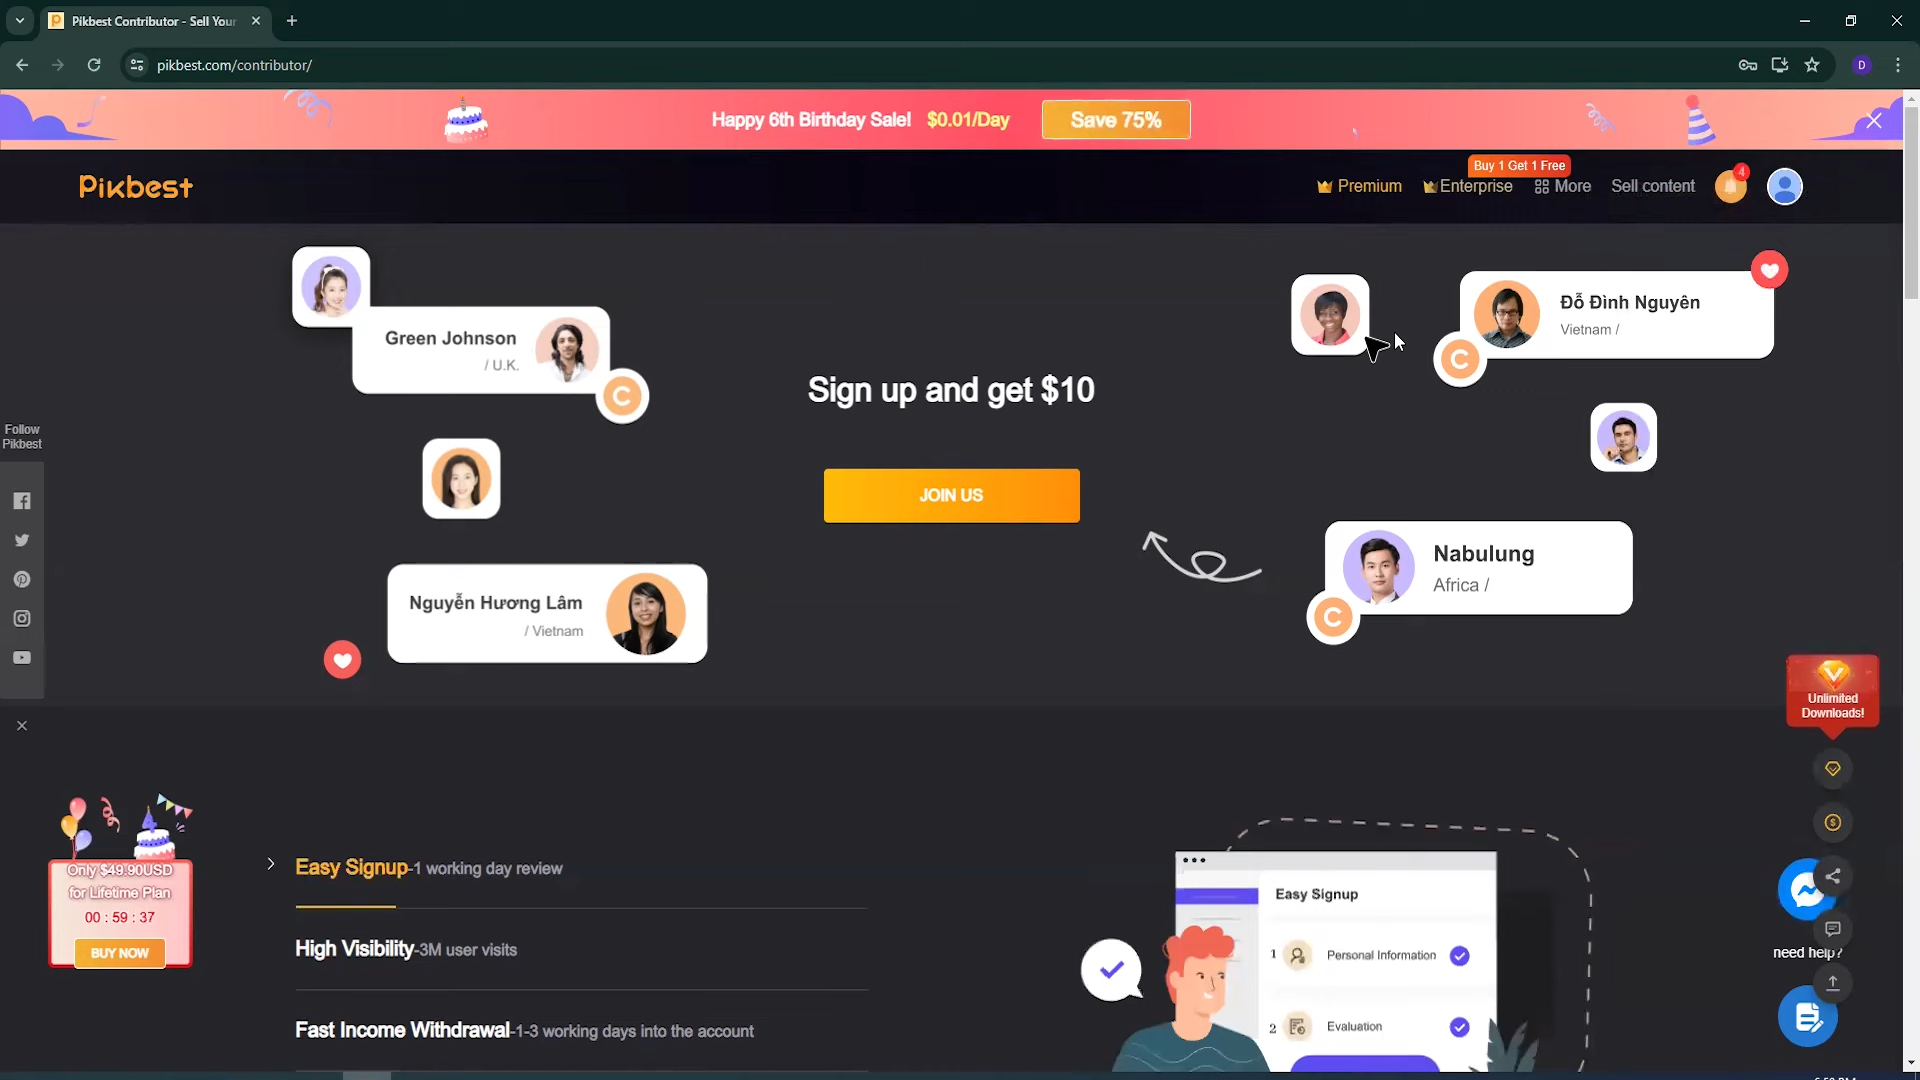 Pikbest Contributor - Sell Your
pikbest.com/contributor/
D
Happy 6th Birthday Sale! $0.01/Day
Save 75%
Pikbest
Premium
Enterprise
Buy 1 Get 1 Free
More
Sell content
4
Green Johnson
/ U.K.
C
Đỗ Đình Nguyên
Vietnam /
C
Sign up and get $10
JOIN US
Follow
Pikbest
Nguyễn Hương Lâm
/ Vietnam
Nabulung
Africa /
C
Unlimited
Downloads!
Only $49.90USD
for Lifetime Plan
00 : 59 : 37
BUY NOW
Easy Signup-1 working day review
High Visibility-3M user visits
Fast Income Withdrawal-1-3 working days into the account
Easy Signup
1 Personal Information
2 Evaluation
need help?